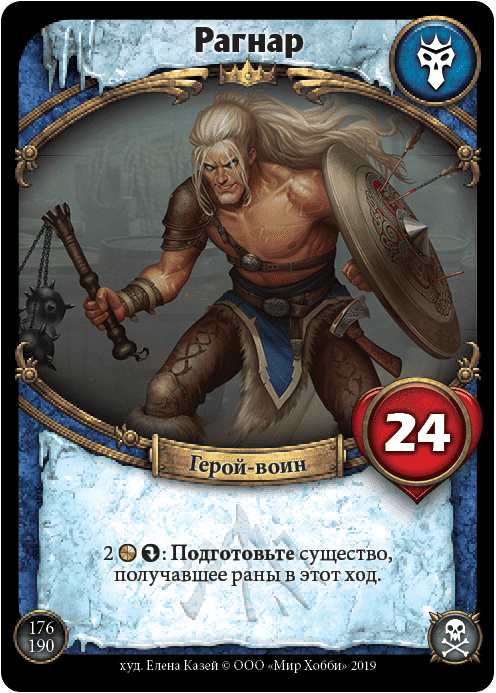 Рагнар
24
Герой-воин
2 : Подготовьте существо,
получавшее раны в этот ход.
176
190
худ. Елена Казей © ООО «Мир Хобби» 2019